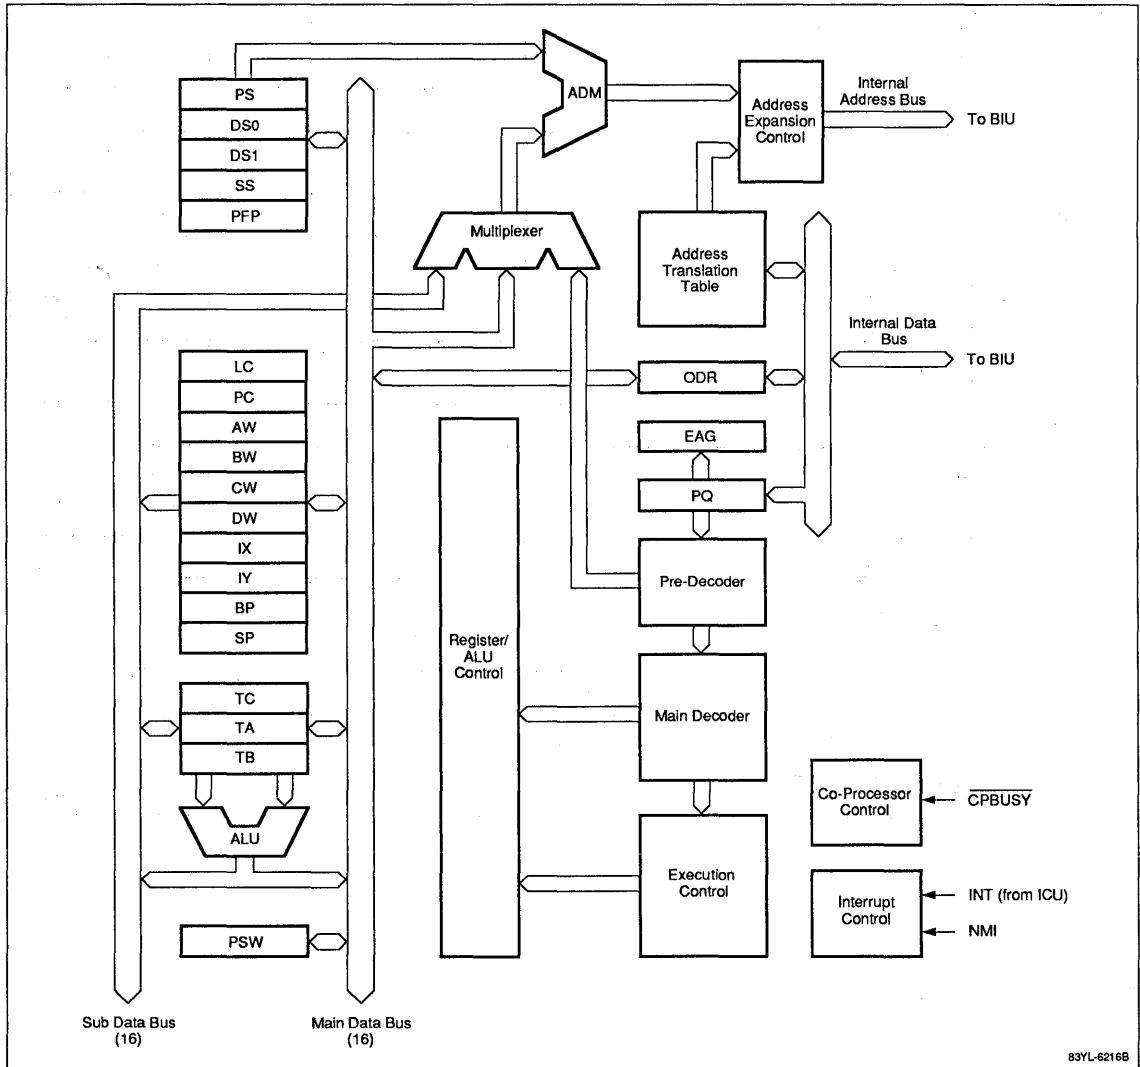 PS
DS0
DS1
SS
PFP
ADM
Address
Expansion
Control
Internal
Address Bus
To BIU
Multiplexer
Address
Translation
Table
Internal Data
Bus
To BIU
LC
PC
AW
BW
CW
DW
IX
IY
BP
SP
ODR
EAG
PQ
Pre-Decoder
Register/
ALU
Control
Main Decoder
TC
TA
TB
ALU
Execution
Control
Co-Processor
Control
CPBUSY
Interrupt
Control
INT (from ICU)
NMI
PSW
Sub Data Bus
(16)
Main Data Bus
(16)
83YL-6216B